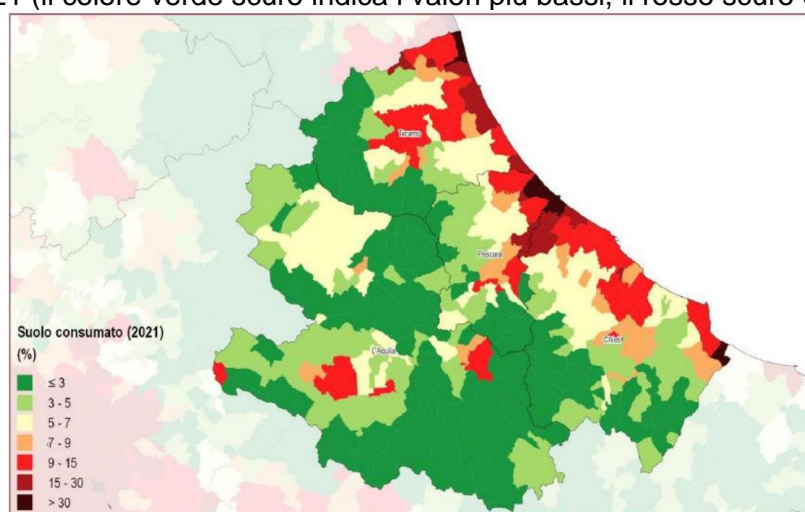 21 (il colore verde scuro indica i valori più bassi, il rosso scuro
Teramo
Pescara
L'Aquila
Chieti
Suolo consumato (2021)
(%)
≤ 3
3 - 5
5 - 7
7 - 9
9 - 15
15 - 30
> 30